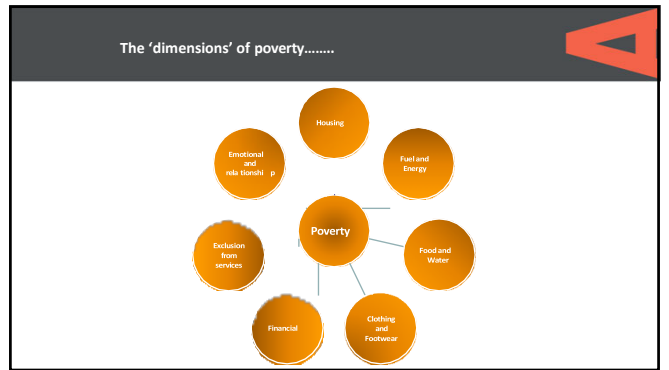 The ‘dimensions’ of poverty……..
Housing
Emotional
and
rela tionshi p
Fuel and
Energy
Poverty
Exclusion
from
services
Food and
Water
Financial
Clothing
and
Footwear